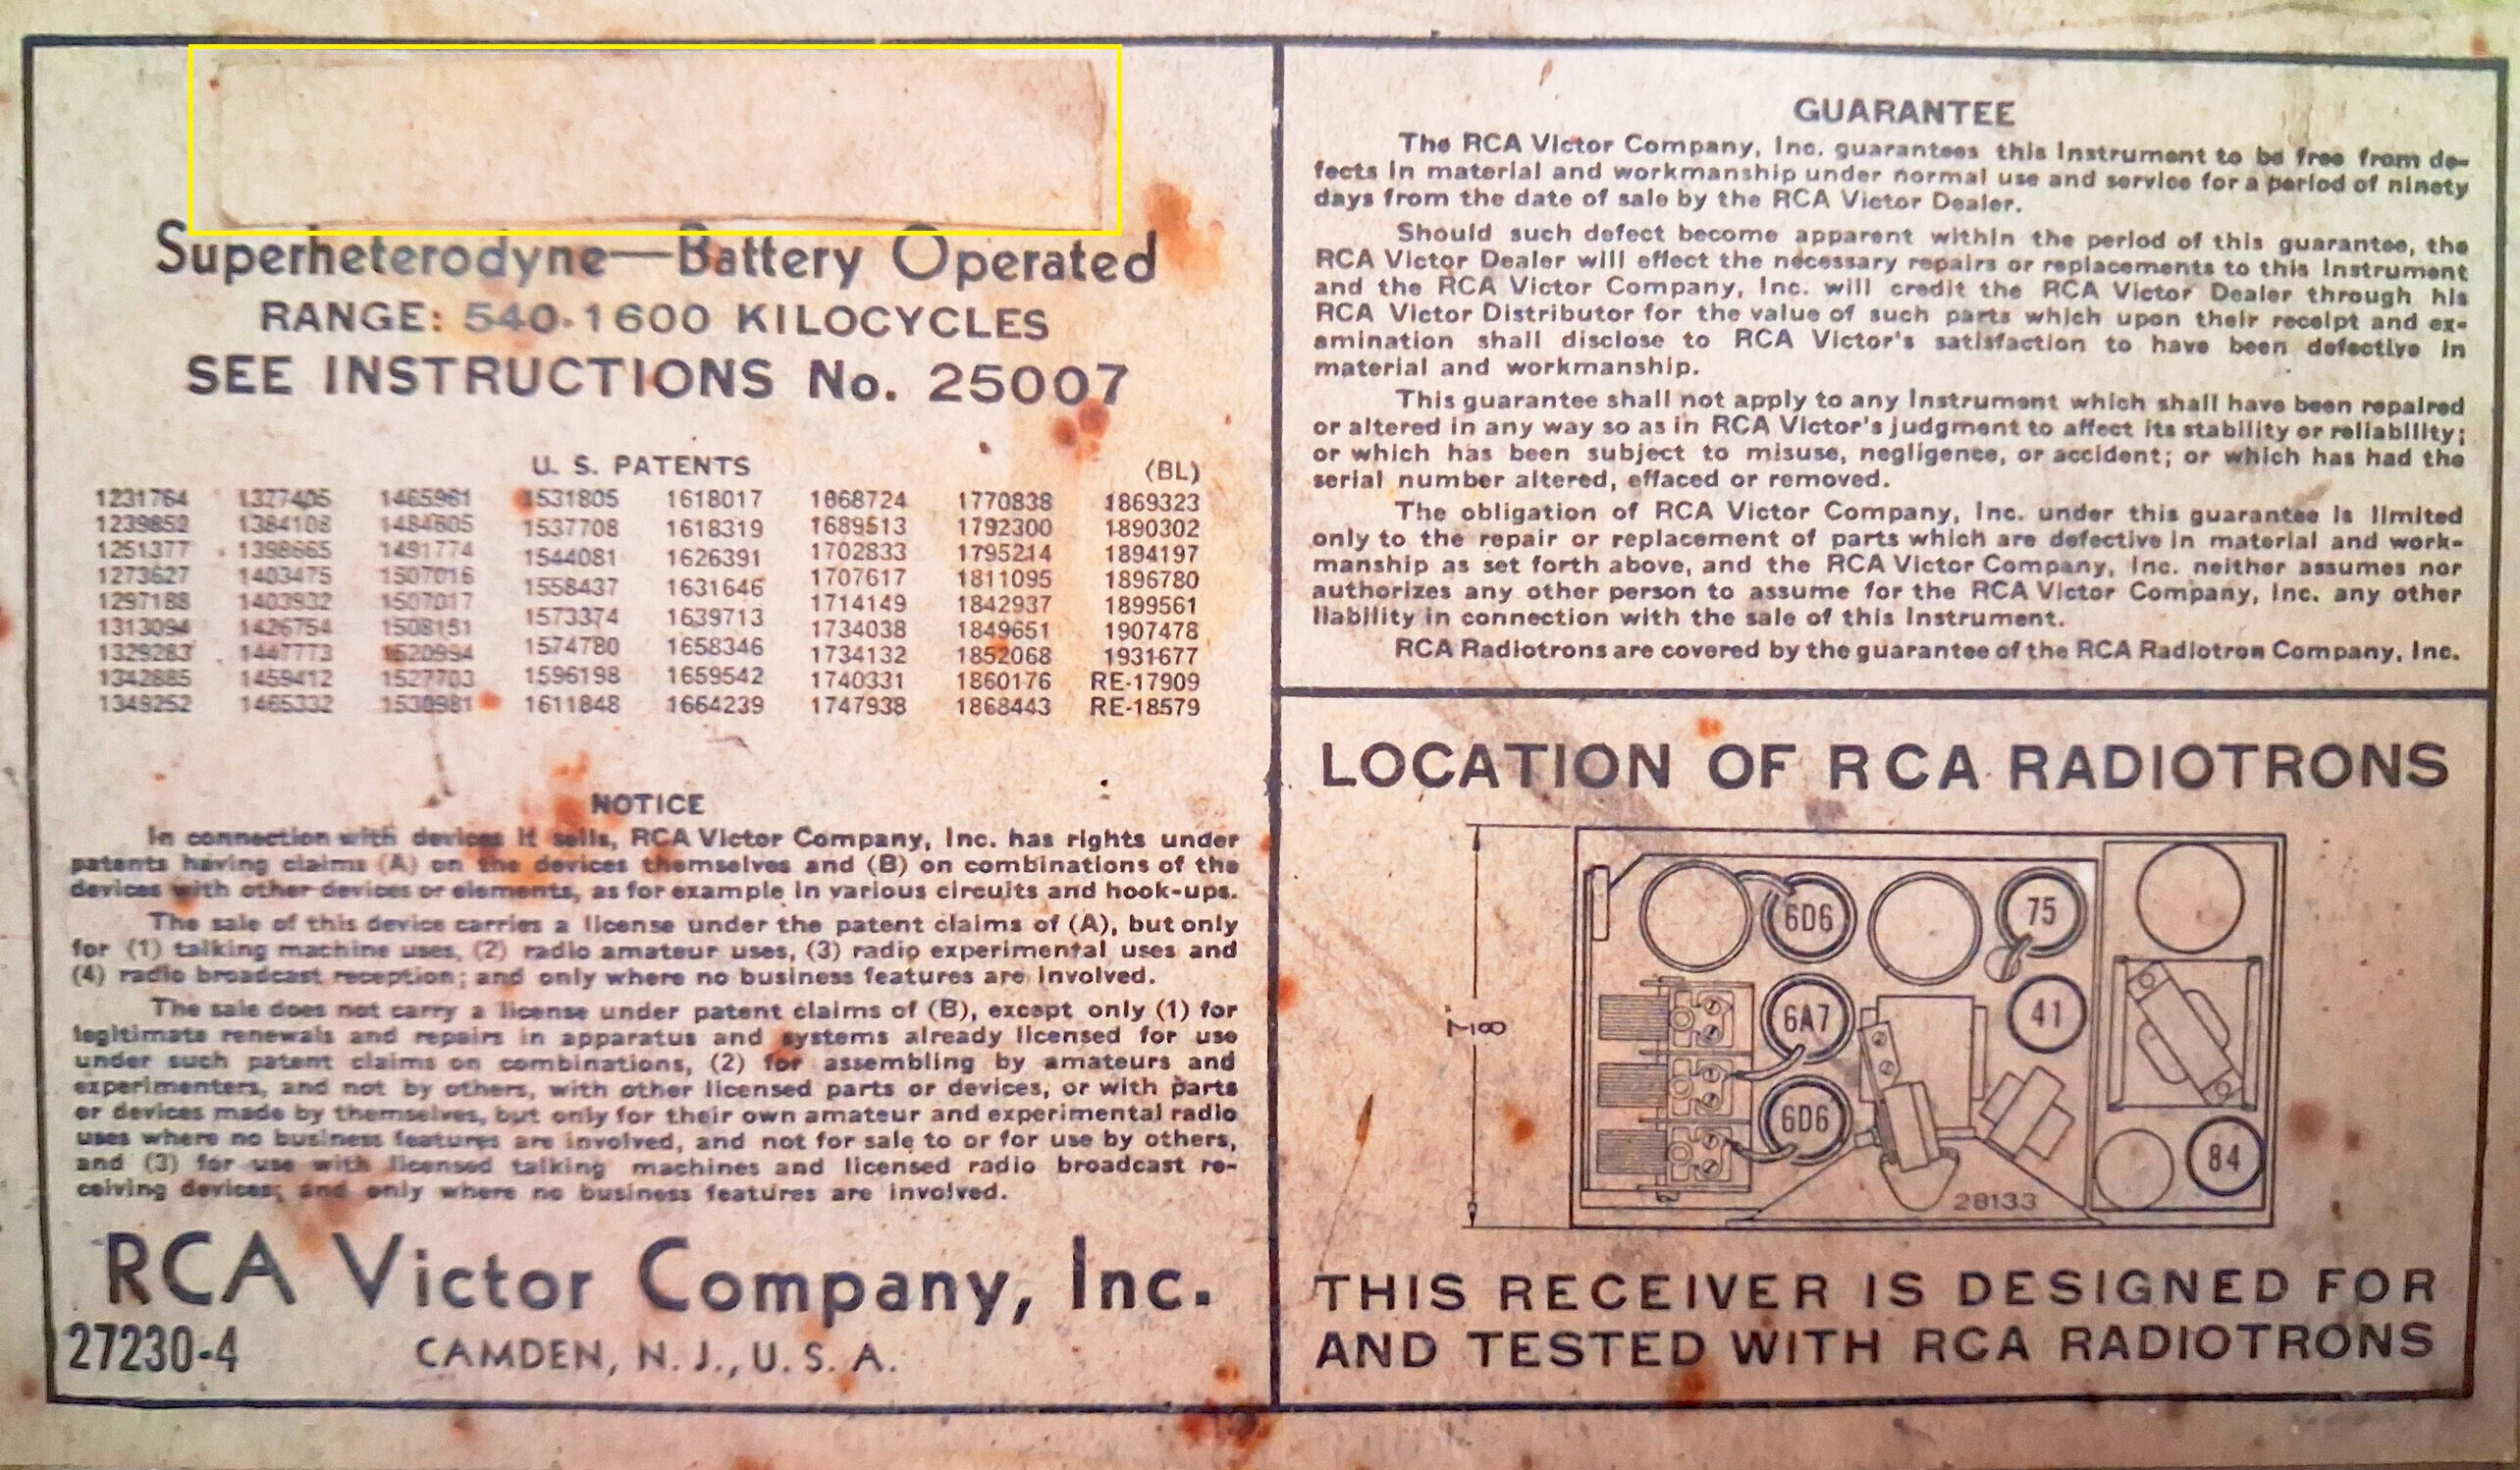 Superheterodyne—Battery Operated
RANGE: 540-1600 KILOCYCLES
SEE INSTRUCTIONS No. 25007
U. S. PATENTS (BL)
1231764 1377405 1465961 1531805 1618017 1668724 1770838 1869323
1239852 1384108 1484605 1537708 1618319 1689513 1792300 1890302
1251377 1398665 1491774 1544081 1626391 1702833 1795214 1894197
1273627 1403475 1507016 1558437 1631646 1707617 1811095 1896780
1297188 1403932 1507017 1573374 1639713 1714149 1842937 1899561
1313094 1426754 1508151 1734038 1849651 1907478
1329283 1447773 1520994 1574780 1658346 1734132 1852068 1931677
1342885 1459412 1527703 1596198 1659542 1740331 1860176 RE-17909
1349252 1465332 1530981 1611848 1664239 1747938 1868443 RE-18579
NOTICE
In connection with devices it sells, RCA Victor Company, Inc. has rights under
patents having claims (A) on the devices themselves and (B) on combinations of the
devices with other devices or elements, as for example in various circuits and hook-ups.
The sale of this device carries a license under the patent claims of (A), but only
for (1) talking machine uses, (2) radio amateur uses, (3) radio experimental uses and
(4) radio broadcast reception; and only where no business features are involved.
The sale does not carry a license under patent claims of (B), except only (1) for
legitimate renewals and repairs in apparatus and systems already licensed for use
under such patent claims on combinations, (2) for assembling by amateurs and
experimenters, and not by others, with other licensed parts or devices, or with parts
or devices made by themselves, but only for their own amateur and experimental radio
uses where no business features are involved, and not for sale to or for use by others,
and (3) for use with licensed talking machines and licensed radio broadcast re-
ceiving devices; and only where no business features are involved.
RCA Victor Company, Inc.
27230-4 CAMDEN, N. J., U. S. A.
GUARANTEE
The RCA Victor Company, Inc. guarantees this Instrument to be free from de-
fects in material and workmanship under normal use and service for a period of ninety
days from the date of sale by the RCA Victor Dealer.
Should such defect become apparent within the period of this guarantee, the
RCA Victor Dealer will effect the necessary repairs or replacements to this Instrument
and the RCA Victor Company, Inc. will credit the RCA Victor Dealer through his
RCA Victor Distributor for the value of such parts which upon their receipt and ex-
amination shall disclose to RCA Victor's satisfaction to have been defective in
material and workmanship.
This guarantee shall not apply to any Instrument which shall have been repaired
or altered in any way so as in RCA Victor's judgment to affect its stability or reliability;
or which has been subject to misuse, negligence, or accident; or which has had the
serial number altered, effaced or removed.
The obligation of RCA Victor Company, Inc. under this guarantee is limited
only to the repair or replacement of parts which are defective in material and work-
manship as set forth above, and the RCA Victor Company, Inc. neither assumes nor
authorizes any other person to assume for the RCA Victor Company, Inc. any other
liability in connection with the sale of this Instrument.
RCA Radiotrons are covered by the guarantee of the RCA Radiotron Company, Inc.
LOCATION OF RCA RADIOTRONS
6D6 75
6A7 41
6D6 84
28133
THIS RECEIVER IS DESIGNED FOR
AND TESTED WITH RCA RADIOTRONS